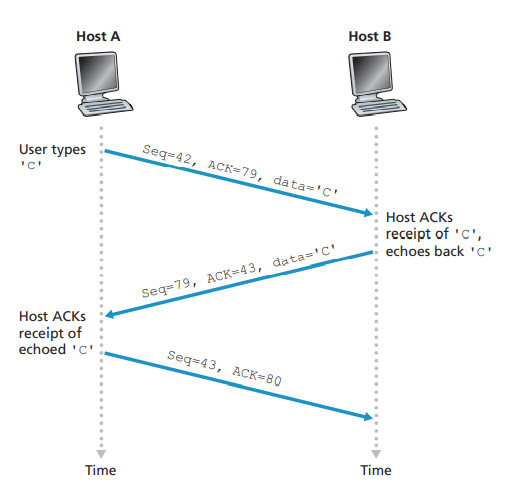 Host A
Host B
User types
'C'
Seq=42, ACK=79, data='C'
Host ACKs
receipt of 'C',
echoes back 'C'
Seq=79, ACK=43, data='C'
Host ACKs
receipt of
echoed 'C'
Seq=43, ACK=80
Time
Time